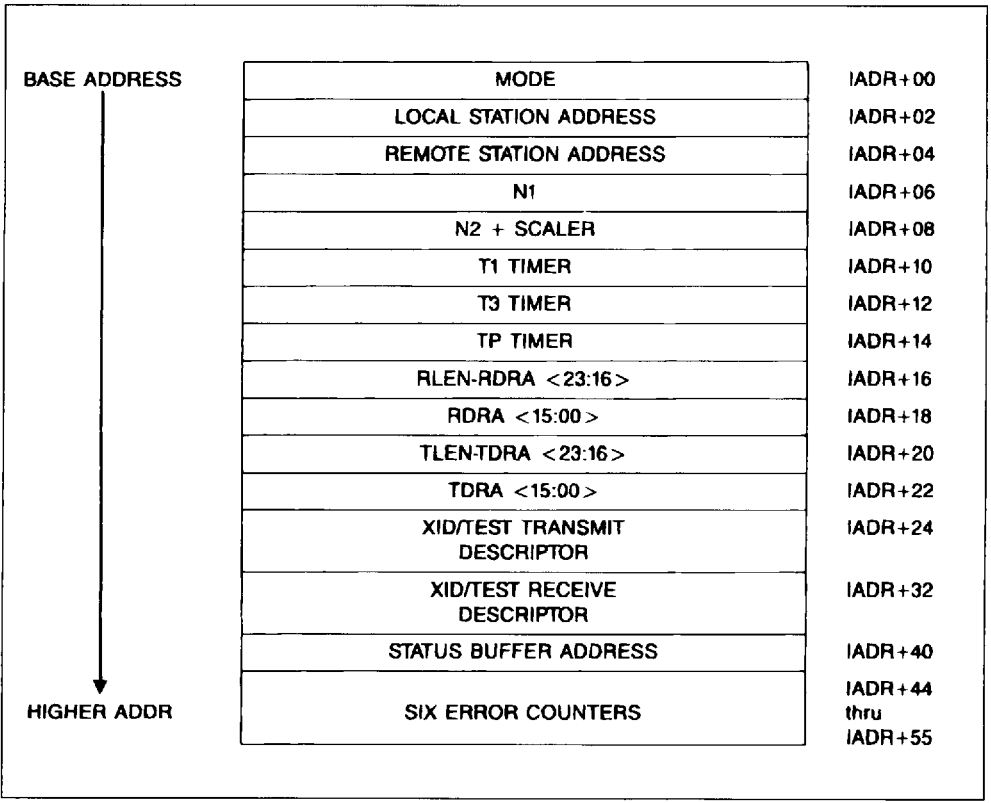 BASE ADDRESS MODE IADR+00
LOCAL STATION ADDRESS IADR+02
REMOTE STATION ADDRESS IADR+04
N1 IADR+06
N2 + SCALER IADR+08
T1 TIMER IADR+10
T3 TIMER IADR+12
TP TIMER IADR+14
RLEN-RDRA <23:16> IADR+16
RDRA <15:00> IADR+18
TLEN-TDRA <23:16> IADR+20
TDRA <15:00> IADR+22
XID/TEST TRANSMIT IADR+24
DESCRIPTOR
XID/TEST RECEIVE IADR+32
DESCRIPTOR
STATUS BUFFER ADDRESS IADR+40
IADR+44
HIGHER ADDR SIX ERROR COUNTERS thru
IADR+55